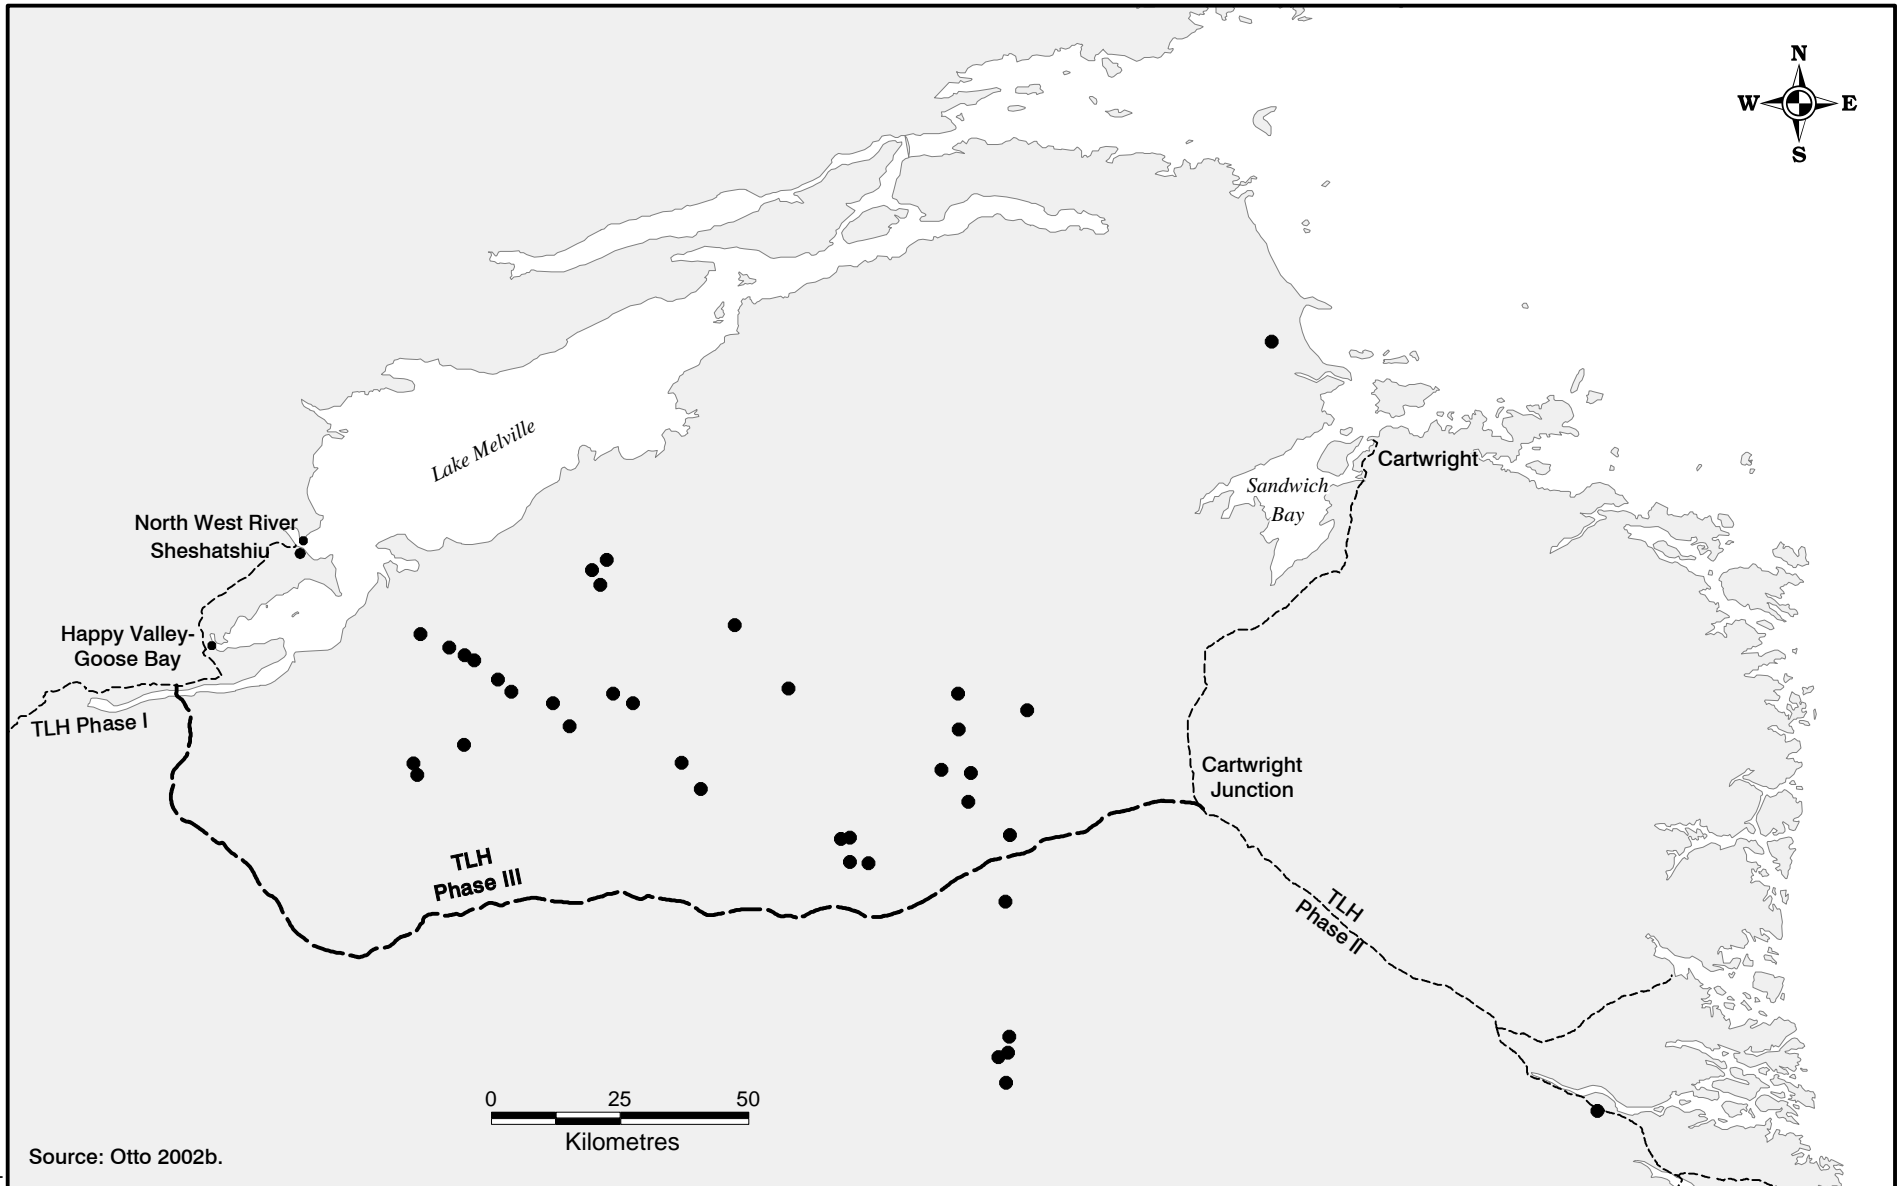 N
W E
S
Lake Melville
Cartwright
Sandwich
Bay
North West River
Sheshatshiu
Happy Valley-
Goose Bay
TLH Phase I
Cartwright
Junction
TLH
Phase III
TLH
Phase II
0 25 50
Kilometres
Source: Otto 2002b.